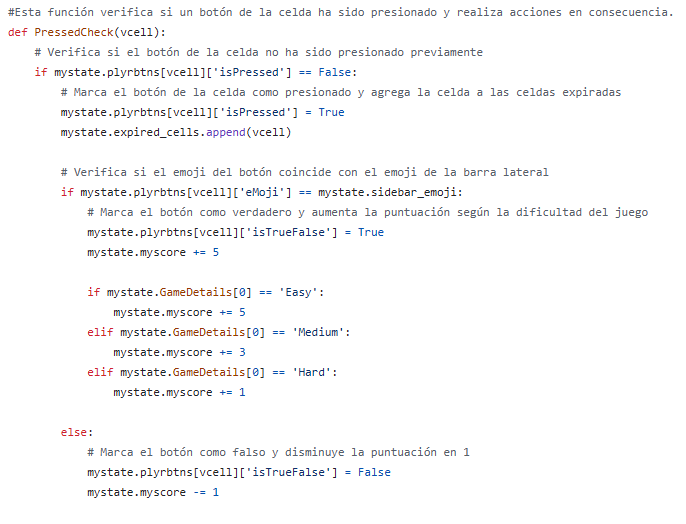 #Esta función verifica si un botón de la celda ha sido presionado y realiza acciones en consecuencia.
def PressedCheck(vcell):
    # Verifica si el botón de la celda no ha sido presionado previamente
    if mystate.plyrbtns[vcell]['isPressed'] == False:
        # Marca el botón de la celda como presionado y agrega la celda a las celdas expiradas
        mystate.plyrbtns[vcell]['isPressed'] = True
        mystate.expired_cells.append(vcell)

        # Verifica si el emoji del botón coincide con el emoji de la barra lateral
        if mystate.plyrbtns[vcell]['eMoji'] == mystate.sidebar_emoji:
            # Marca el botón como verdadero y aumenta la puntuación según la dificultad del juego
            mystate.plyrbtns[vcell]['isTrueFalse'] = True
            mystate.myscore += 5

            if mystate.GameDetails[0] == 'Easy':
                mystate.myscore += 5
            elif mystate.GameDetails[0] == 'Medium':
                mystate.myscore += 3
            elif mystate.GameDetails[0] == 'Hard':
                mystate.myscore += 1

        else:
            # Marca el botón como falso y disminuye la puntuación en 1
            mystate.plyrbtns[vcell]['isTrueFalse'] = False
            mystate.myscore -= 1